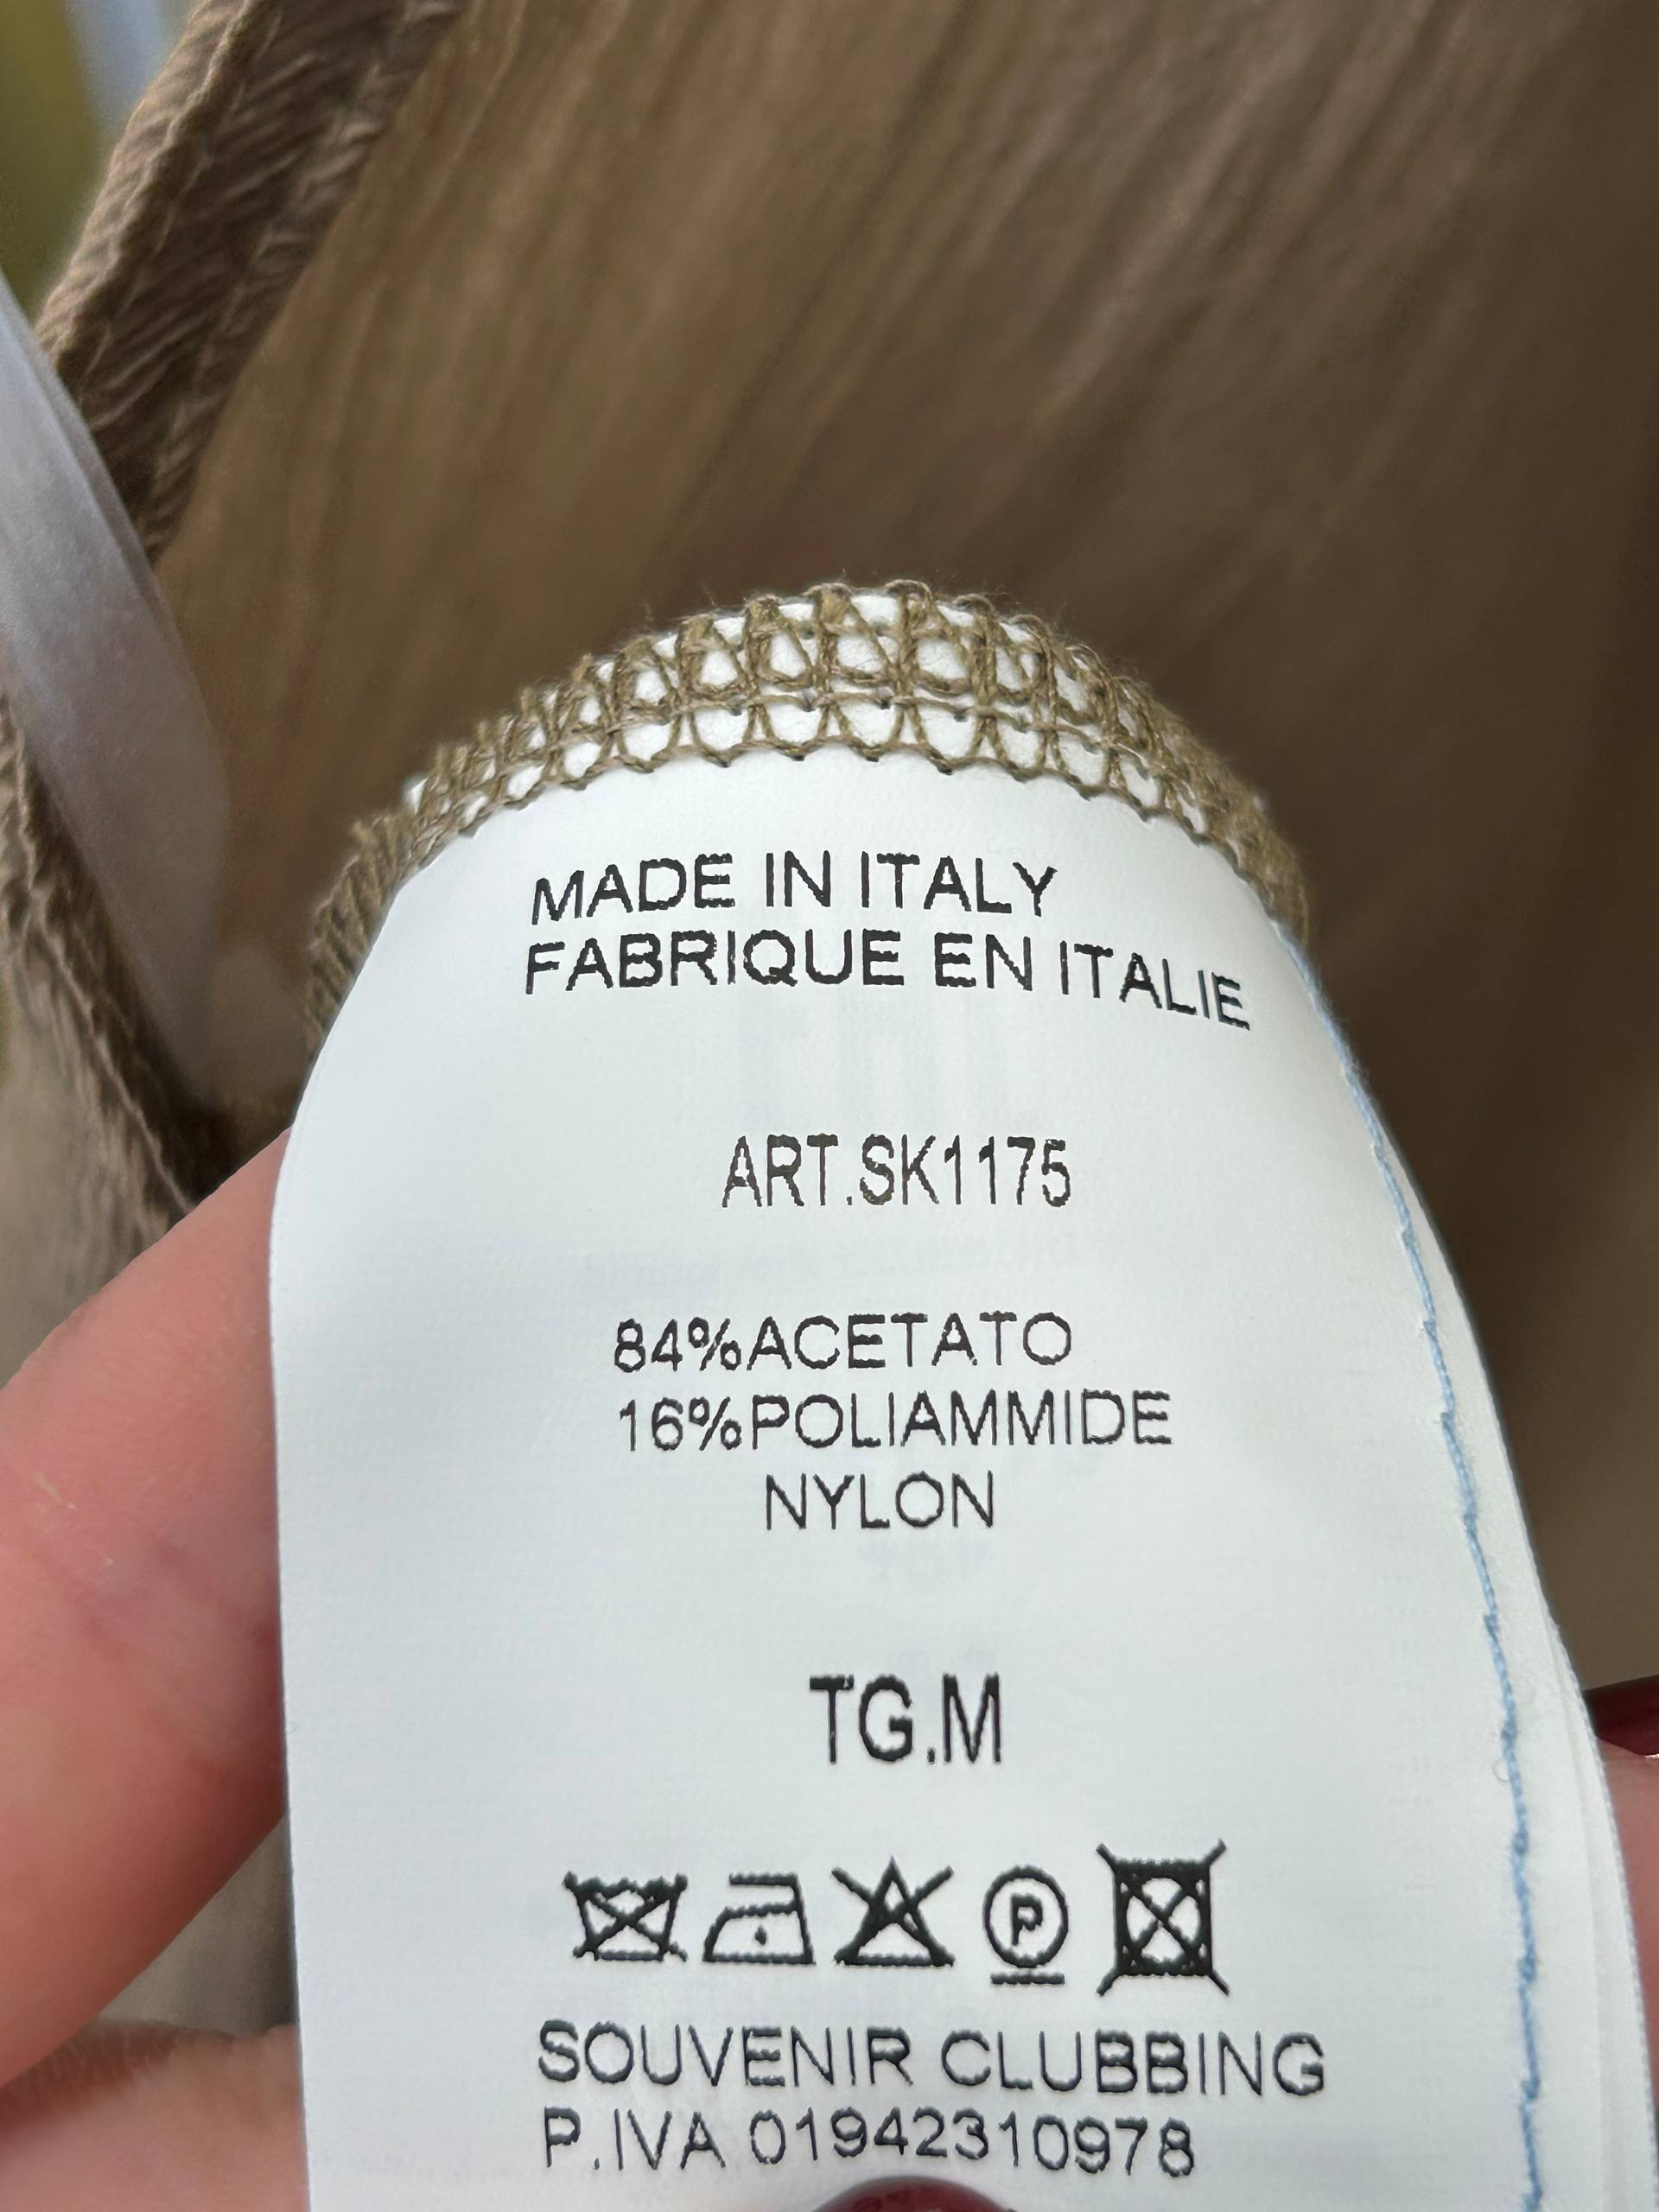 MADE IN ITALY
FABRIQUE EN ITALIE
ART.SK1175
84%ACETATO
16%POLIAMMIDE
NYLON
TG.M
P
SOUVENIR CLUBBING
P.IVA 01942310978